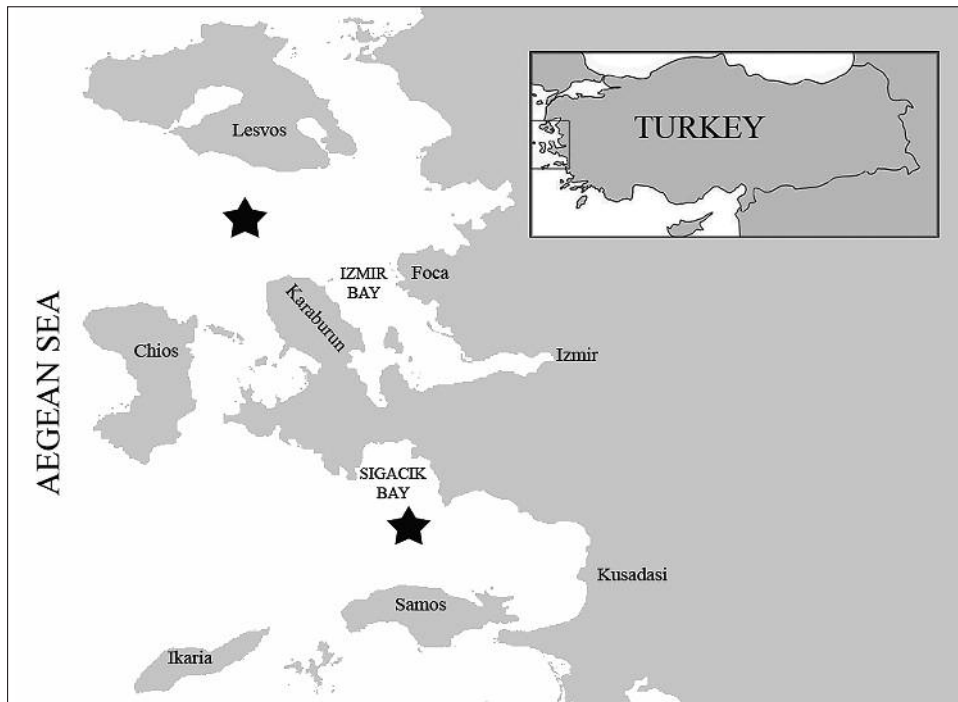 Lesvos
TURKEY
IZMIR
BAY
Foca
Karaburun
Chios
Izmir
AEGEAN SEA
SIGACIK
BAY
Kusadasi
Samos
Ikaria